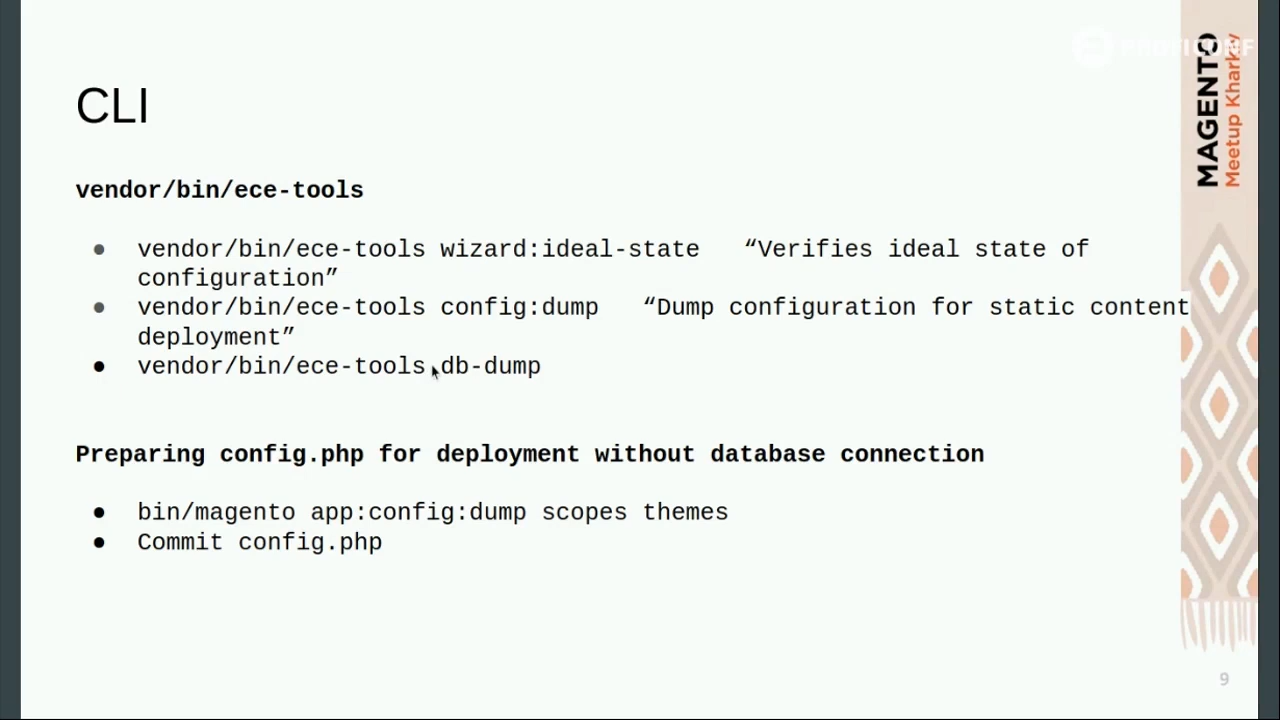 PROFICONF
MAGENTO
Meetup Kharkiv
CLI
vendor/bin/ece-tools
● vendor/bin/ece-tools wizard:ideal-state “Verifies ideal state of
configuration”
● vendor/bin/ece-tools config:dump “Dump configuration for static content
deployment”
● vendor/bin/ece-tools db-dump
Preparing config.php for deployment without database connection
● bin/magento app:config:dump scopes themes
● Commit config.php
9